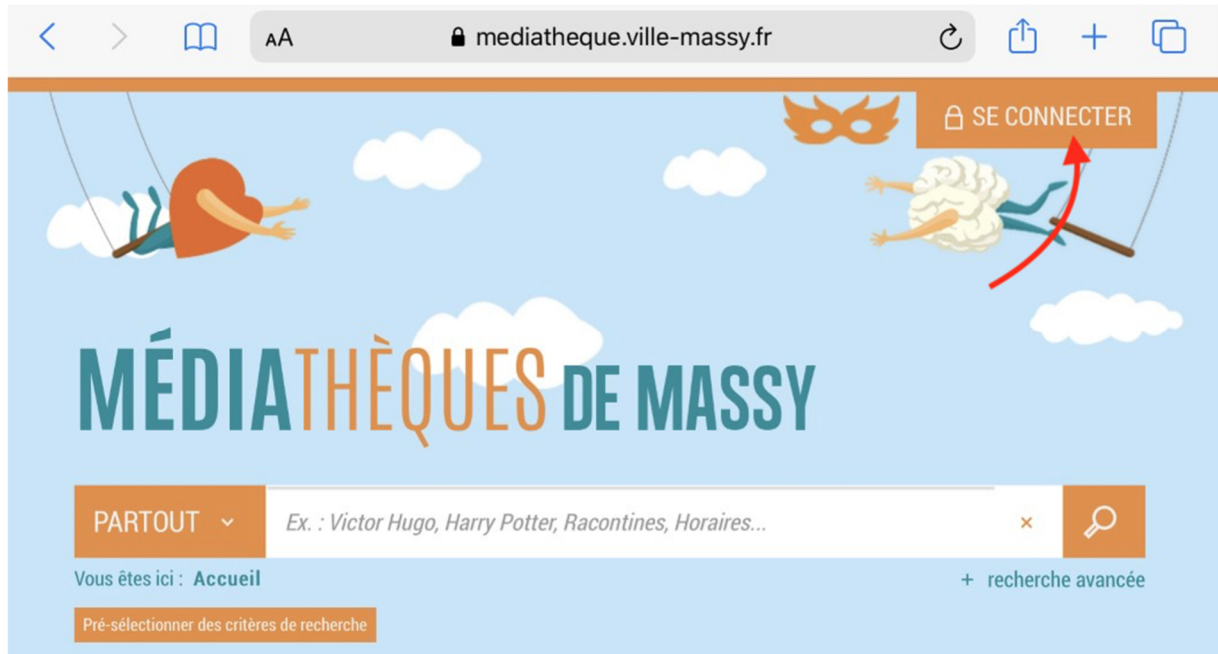 AA mediatheque.ville-massy.fr
SE CONNECTER
MÉDIATHÈQUES DE MASSY
PARTOUT Ex. : Victor Hugo, Harry Potter, Racontines, Horaires...
Vous êtes ici : Accueil + recherche avancée
Pré-sélectionner des critères de recherche